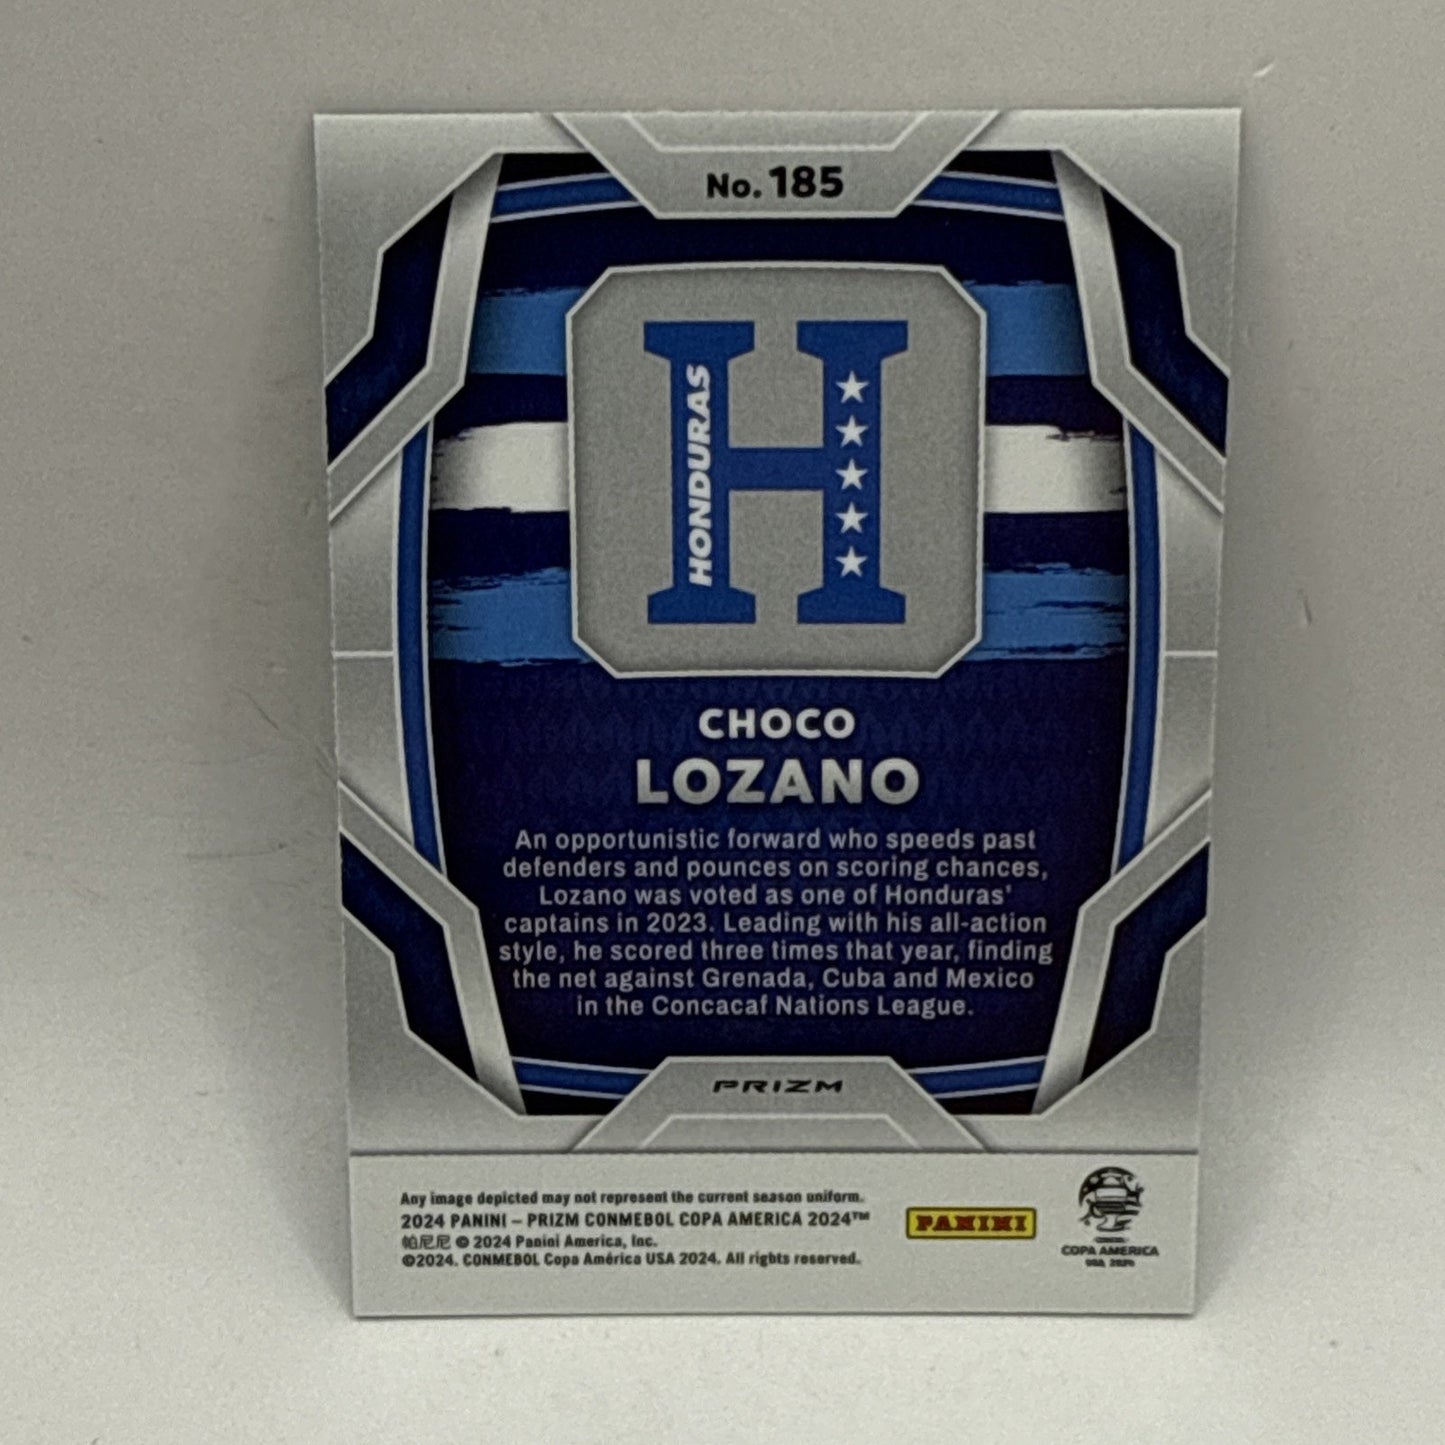 No. 185
HONDURAS
CHOCO
LOZANO
An opportunistic forward who speeds past
defenders and pounces on scoring chances,
Lozano was voted as one of Honduras'
captains in 2023. Leading with his all-action
style, he scored three times that year, finding
the net against Grenada, Cuba and Mexico
in the Concacaf Nations League.
PRIZM
Any image depicted may not represent the current season uniform.
2024 PANINI – PRIZM CONMEBOL COPA AMERICA 2024™
帕尼尼 © 2024 Panini America, Inc.
©2024. CONMEBOL Copa América USA 2024. All rights reserved.
PANINI
COPA AMERICA
USA 2024